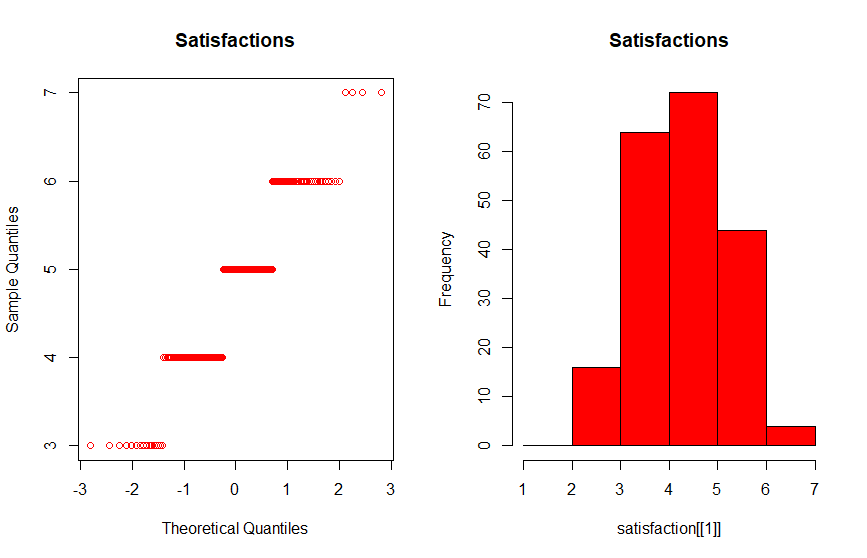 Satisfactions
Sample Quantiles
7
6
5
4
3
-3 -2 -1 0 1 2 3
Theoretical Quantiles
Satisfactions
Frequency
70
60
50
40
30
20
10
0
1 2 3 4 5 6 7
satisfaction[[1]]